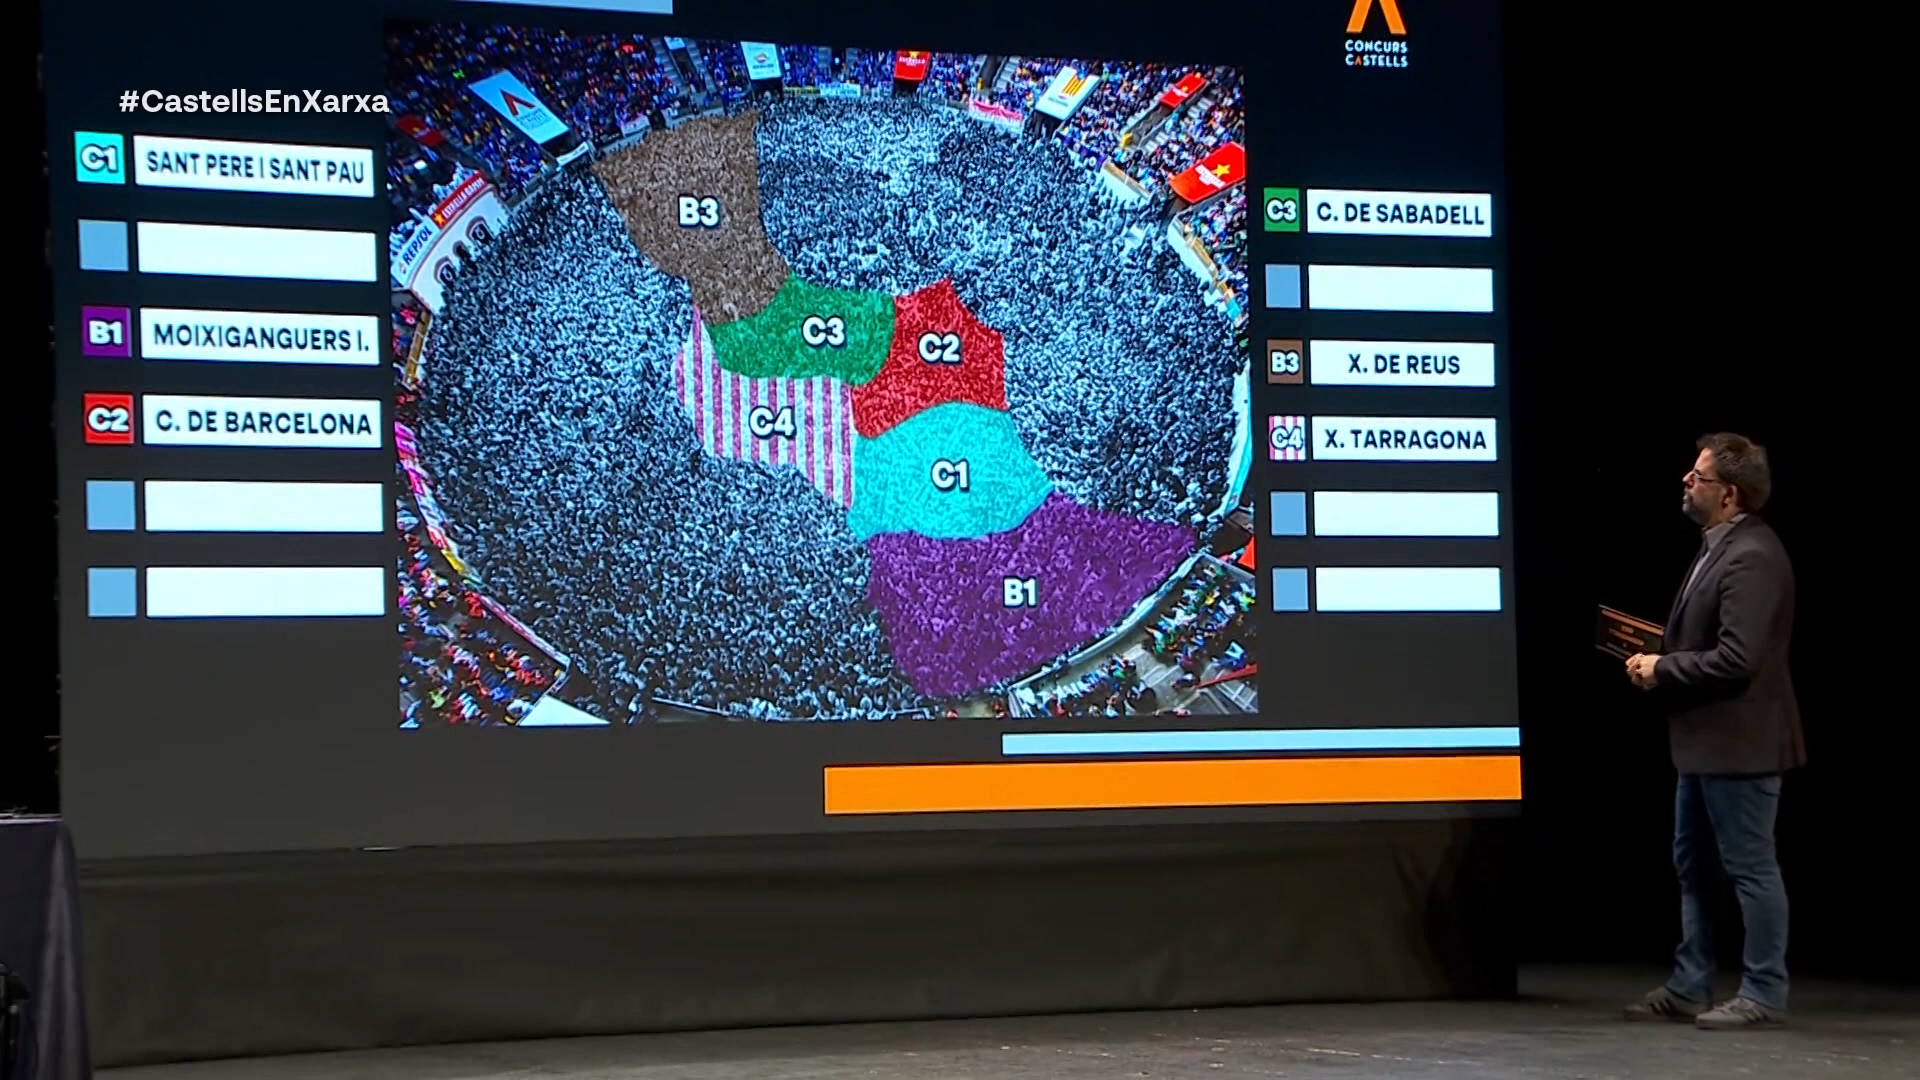 #CastellsEnXarxa
CONCURS
CASTELLS
C1 SANT PERE I SANT PAU
B1 MOIXIGANGUERS I.
C2 C. DE BARCELONA
REPSOL
B3
C3
C2
C4
C1
B1
C3 C. DE SABADELL
B3 X. DE REUS
C4 X. TARRAGONA